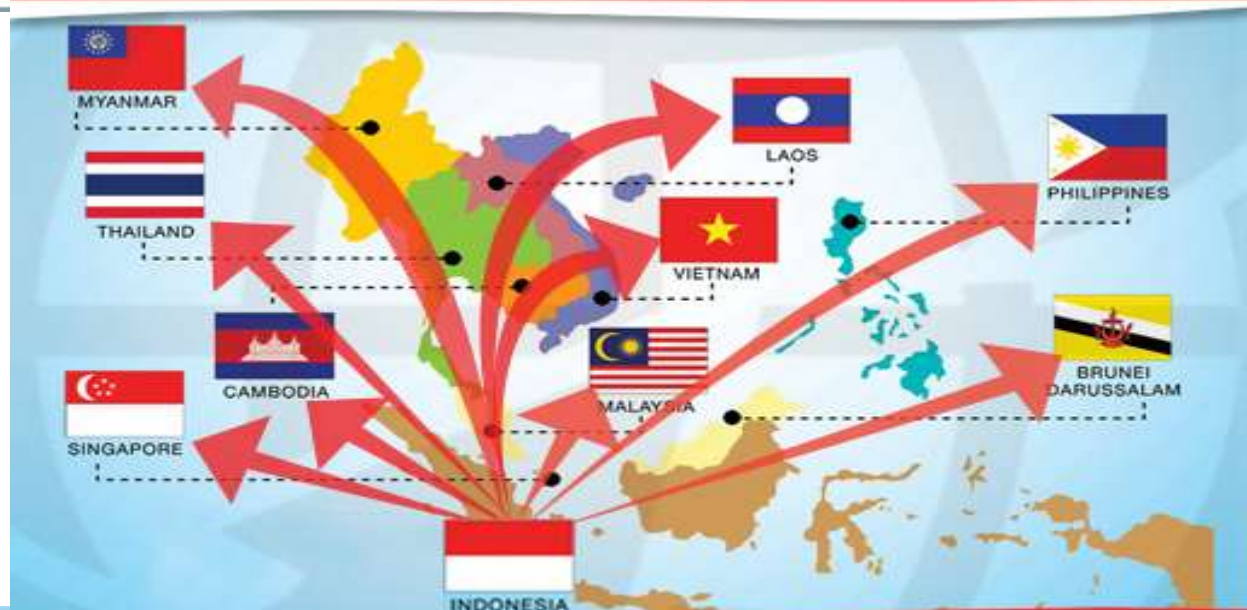 MYANMAR
LAOS
PHILIPPINES
THAILAND
VIETNAM
CAMBODIA
MALAYSIA
BRUNEI
DARUSSALAM
SINGAPORE
INDONESIA